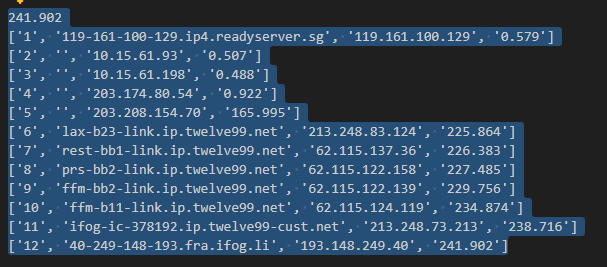 241.902
['1', '119-161-100-129.ip4.readyserver.sg', '119.161.100.129', '0.579']
['2', '', '10.15.61.93', '0.507']
['3', '', '10.15.61.198', '0.488']
['4', '', '203.174.80.54', '0.922']
['5', '', '203.208.154.70', '165.995']
['6', 'lax-b23-link.ip.twelve99.net', '213.248.83.124', '225.864']
['7', 'rest-bb1-link.ip.twelve99.net', '62.115.137.36', '226.383']
['8', 'prs-bb2-link.ip.twelve99.net', '62.115.122.158', '227.485']
['9', 'ffm-bb2-link.ip.twelve99.net', '62.115.122.139', '229.756']
['10', 'ffm-b11-link.ip.twelve99.net', '62.115.124.119', '234.874']
['11', 'ifog-ic-378192.ip.twelve99-cust.net', '213.248.73.213', '238.716']
['12', '40-249-148-193.fra.ifog.li', '193.148.249.40', '241.902']